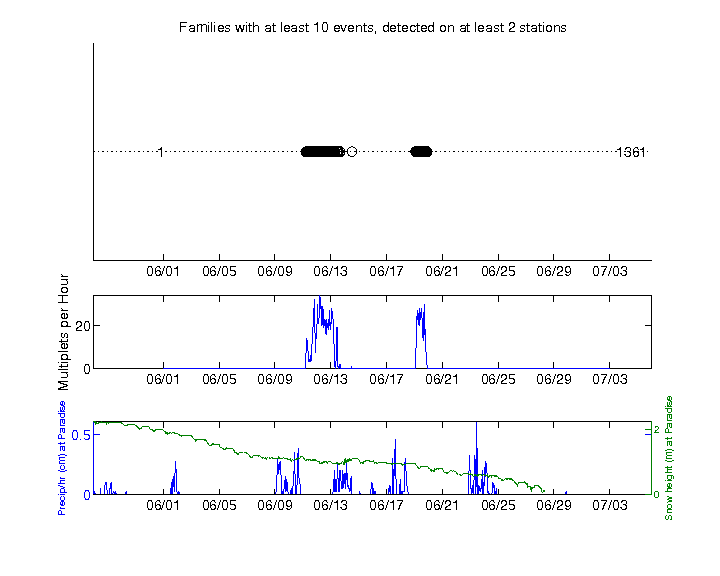 Families with at least 10 events, detected on at least 2 stations
1 1361
06/01 06/05 06/09 06/13 06/17 06/21 06/25 06/29 07/03
Multiplets per Hour
20
0
06/01 06/05 06/09 06/13 06/17 06/21 06/25 06/29 07/03
Precip/hr (cm) at Paradise
0.5
0
2
0
Snow height (m) at Paradise
06/01 06/05 06/09 06/13 06/17 06/21 06/25 06/29 07/03